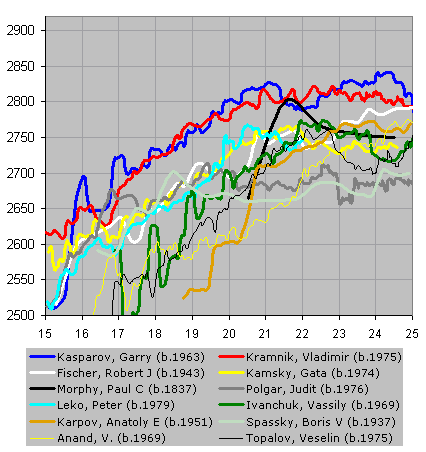 2900
2850
2800
2750
2700
2650
2600
2550
2500
15 16 17 18 19 20 21 22 23 24 25
Kasparov, Garry (b.1963) Kramnik, Vladimir (b.1975)
Fischer, Robert J (b.1943) Kamsky, Gata (b.1974)
Morphy, Paul C (b.1837) Polgar, Judit (b.1976)
Leko, Peter (b.1979) Ivanchuk, Vassily (b.1969)
Karpov, Anatoly E (b.1951) Spassky, Boris V (b.1937)
Anand, V. (b.1969) Topalov, Veselin (b.1975)